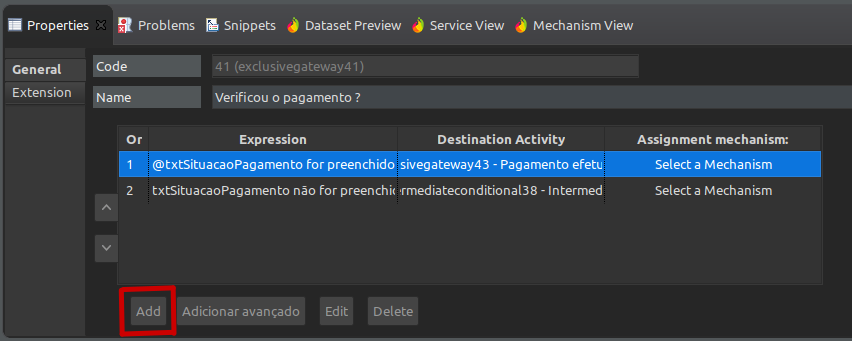 Properties Problems Snippets Dataset Preview Service View Mechanism View
General
Extension
Code 41 (exclusivegateway41)
Name Verificou o pagamento ?
Or Expression Destination Activity Assignment mechanism:
1 @txtSituacaoPagamento for preenchido sivegateway43 - Pagamento efetu Select a Mechanism
2 txtSituacaoPagamento não for preenchid ermediateconditional38 - Intermed Select a Mechanism
Add Adicionar avançado Edit Delete